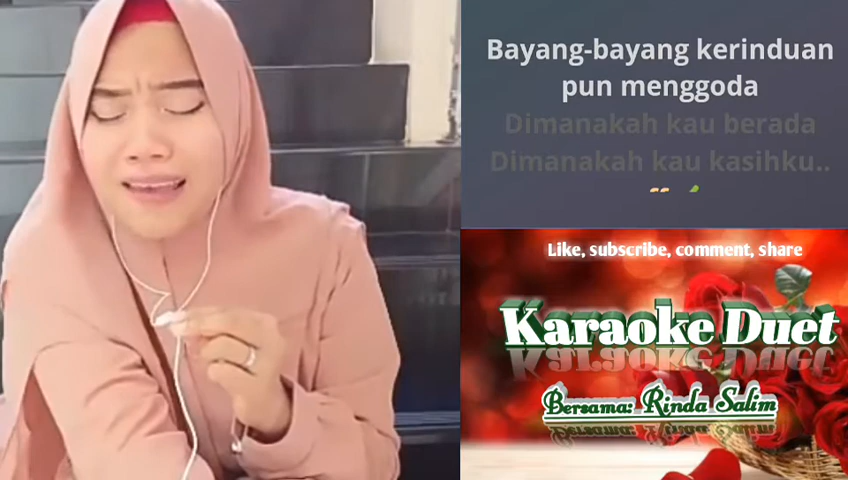 Bayang-bayang kerinduan
pun menggoda
Dimanakah kau berada
Dimanakah kau kasihku..
Like, subscribe, comment, share
Karaoke Duet
Bersama: Rinda Salim